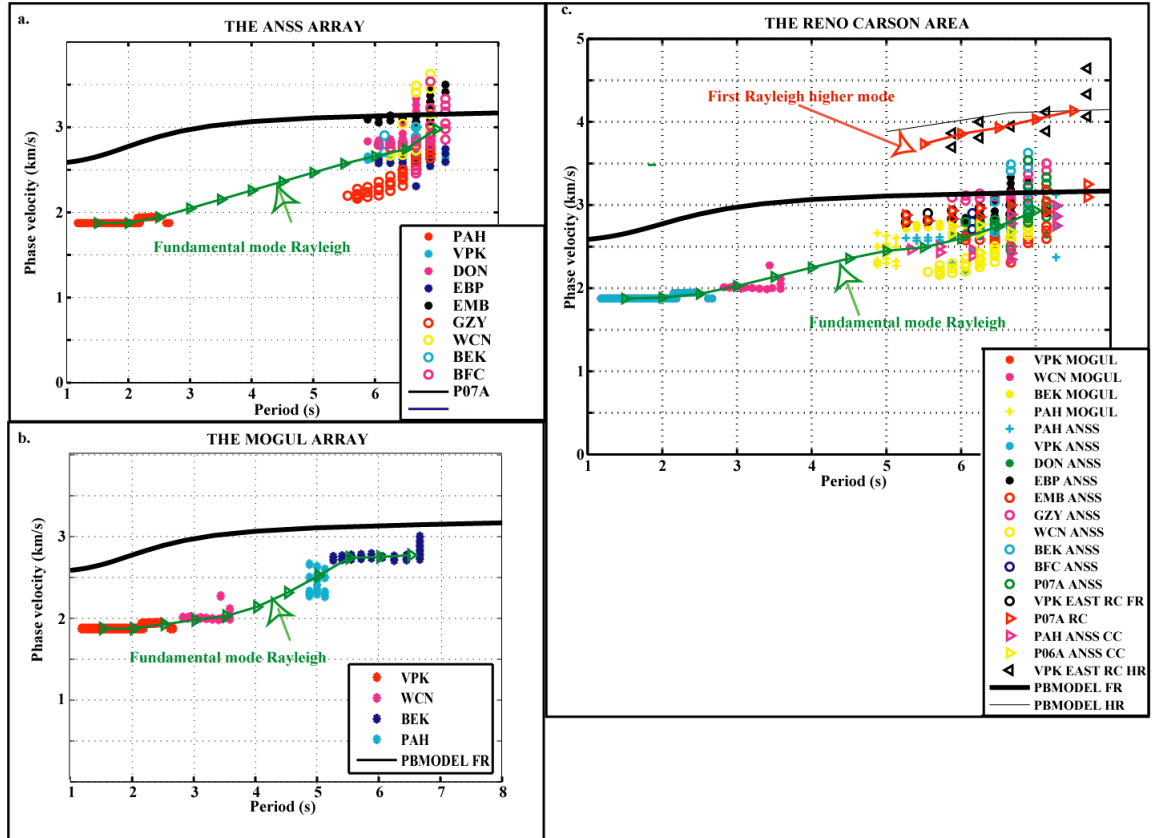 a.
THE ANSS ARRAY
Phase velocity (km/s)
3
2
1
0
Fundamental mode Rayleigh
1
2
3
4
5
6
Period (s)
PAH
VPK
DON
EBP
EMB
GZY
WCN
BEK
BFC
P07A
b.
THE MOGUL ARRAY
Phase velocity (km/s)
3
2
1
Fundamental mode Rayleigh
VPK
WCN
BEK
PAH
PBMODEL FR
1
2
3
4
5
6
7
8
Period (s)
c.
THE RENO CARSON AREA
Phase velocity (km/s)
5
4
3
2
1
0
First Rayleigh higher mode
Fundamental mode Rayleigh
1
2
3
4
5
6
Period (s)
VPK MOGUL
WCN MOGUL
BEK MOGUL
PAH MOGUL
PAH ANSS
VPK ANSS
DON ANSS
EBP ANSS
EMB ANSS
GZY ANSS
WCN ANSS
BEK ANSS
BFC ANSS
P07A ANSS
VPK EAST RC FR
P07A RC
PAH ANSS CC
P06A ANSS CC
VPK EAST RC HR
PBMODEL FR
PBMODEL HR